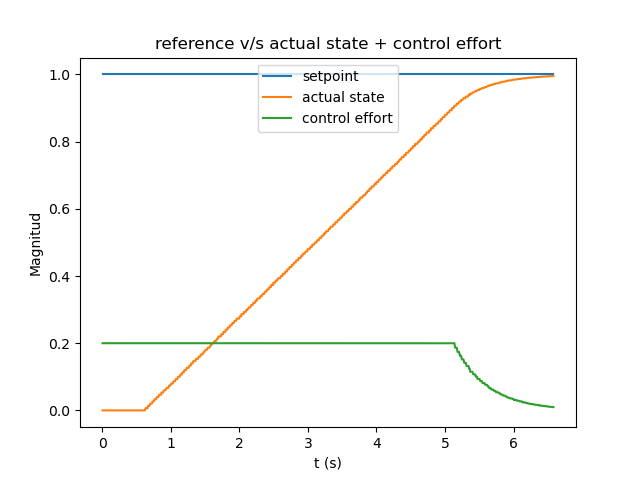 reference v/s actual state + control effort
setpoint
actual state
control effort
1.0
0.8
0.6
0.4
0.2
0.0
Magnitud
0 1 2 3 4 5 6
t (s)